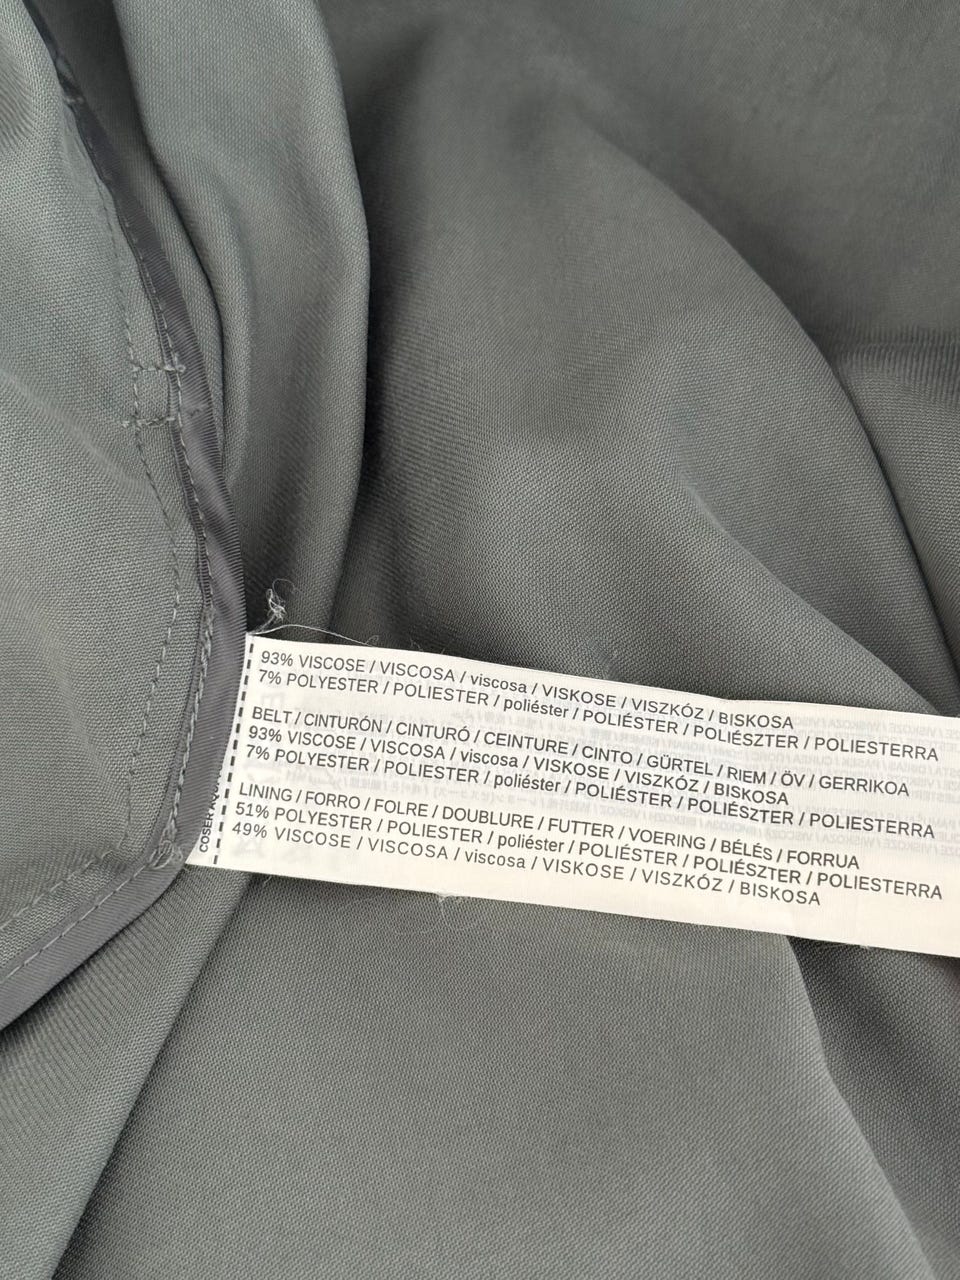 93% VISCOSE / VISCOSA / viscosa / VISKOSE / VISZKÓZ / BISKOSA
7% POLYESTER / POLIESTER / poliéster / POLIÉSTER / POLIÉSZTER / POLIESTERRA
BELT / CINTURÓN / CINTURÓ / CEINTURE / CINTO / GÜRTEL / RIEM / ÖV / GERRIKOA
93% VISCOSE / VISCOSA / viscosa / VISKOSE / VISZKÓZ / BISKOSA
7% POLYESTER / POLIESTER / poliéster / POLIÉSTER / POLIÉSZTER / POLIESTERRA
LINING / FORRO / FOLRE / DOUBLURE / FUTTER / VOERING / BÉLÉS / FORRUA
51% POLYESTER / POLIESTER / poliéster / POLIÉSTER / POLIÉSZTER / POLIESTERRA
49% VISCOSE / VISCOSA / viscosa / VISKOSE / VISZKÓZ / BISKOSA
COSER